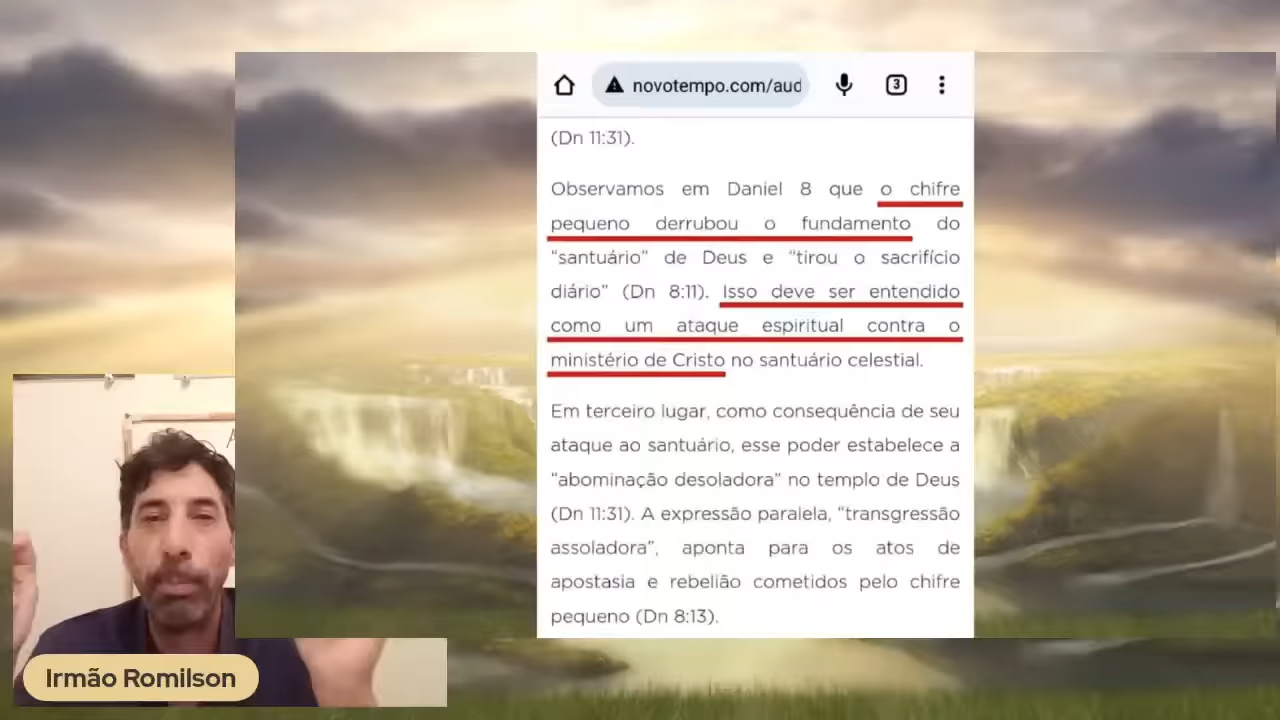 novotempo.com/aud
3
(Dn 11:31).
Observamos em Daniel 8 que o chifre
pequeno derrubou o fundamento do
“santuário” de Deus e “tirou o sacrifício
diário” (Dn 8:11). Isso deve ser entendido
como um ataque espiritual contra o
ministério de Cristo no santuário celestial.
Em terceiro lugar, como consequência de seu
ataque ao santuário, esse poder estabelece a
“abominação desoladora” no templo de Deus
(Dn 11:31). A expressão paralela, “transgressão
assoladora”, aponta para os atos de
apostasia e rebelião cometidos pelo chifre
pequeno (Dn 8:13).
A
Irmão Romilson